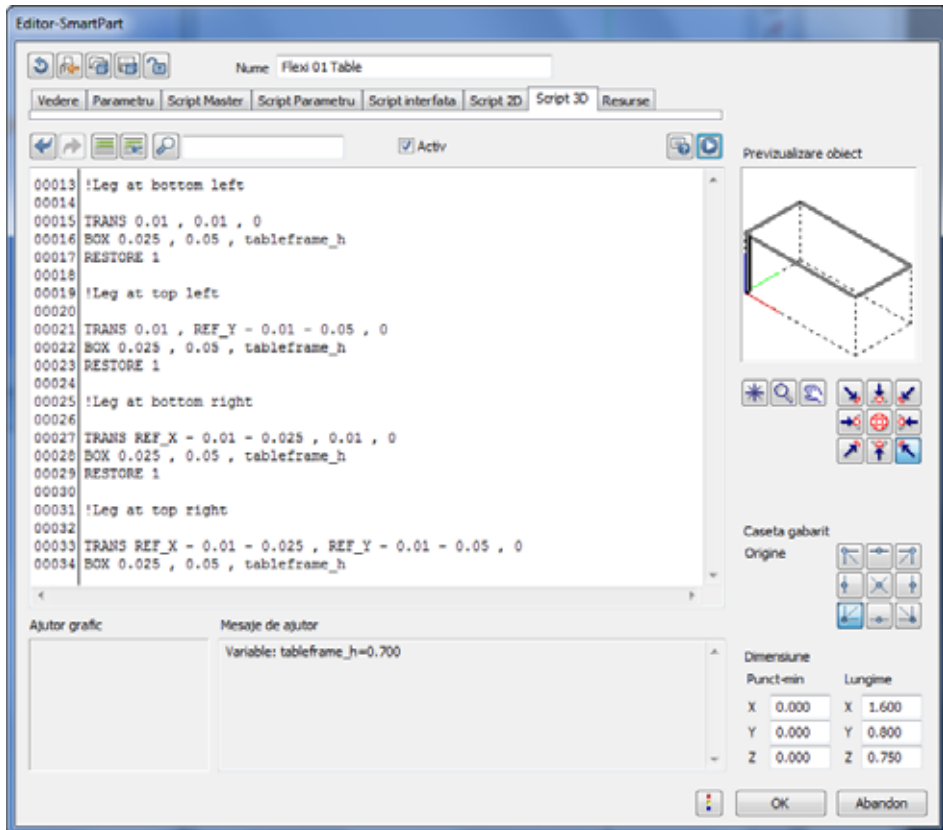 Editor-SmartPart
Nume Flexi 01 Table
Vedere Parametru Script Master Script Parametru Script interfata Script 2D Script 3D Resurse
Activ
00013 !Leg at bottom left
00014
00015 TRANS 0.01 , 0.01 , 0
00016 BOX 0.025 , 0.05 , tableframe_h
00017 RESTORE 1
00018
00019 !Leg at top left
00020
00021 TRANS 0.01 , REF_Y - 0.01 - 0.05 , 0
00022 BOX 0.025 , 0.05 , tableframe_h
00023 RESTORE 1
00024
00025 !Leg at bottom right
00026
00027 TRANS REF_X - 0.01 - 0.025 , 0.01 , 0
00028 BOX 0.025 , 0.05 , tableframe_h
00029 RESTORE 1
00030
00031 !Leg at top right
00032
00033 TRANS REF_X - 0.01 - 0.025 , REF_Y - 0.01 - 0.05 , 0
00034 BOX 0.025 , 0.05 , tableframe_h
Previzualizare obiect
Caseta gabarit
Origine
Ajutor grafic
Mesaje de ajutor
Variable: tableframe_h=0.700
Dimensiune
Punct-min Lungime
X 0.000 X 1.600
Y 0.000 Y 0.800
Z 0.000 Z 0.750
OK Abandon